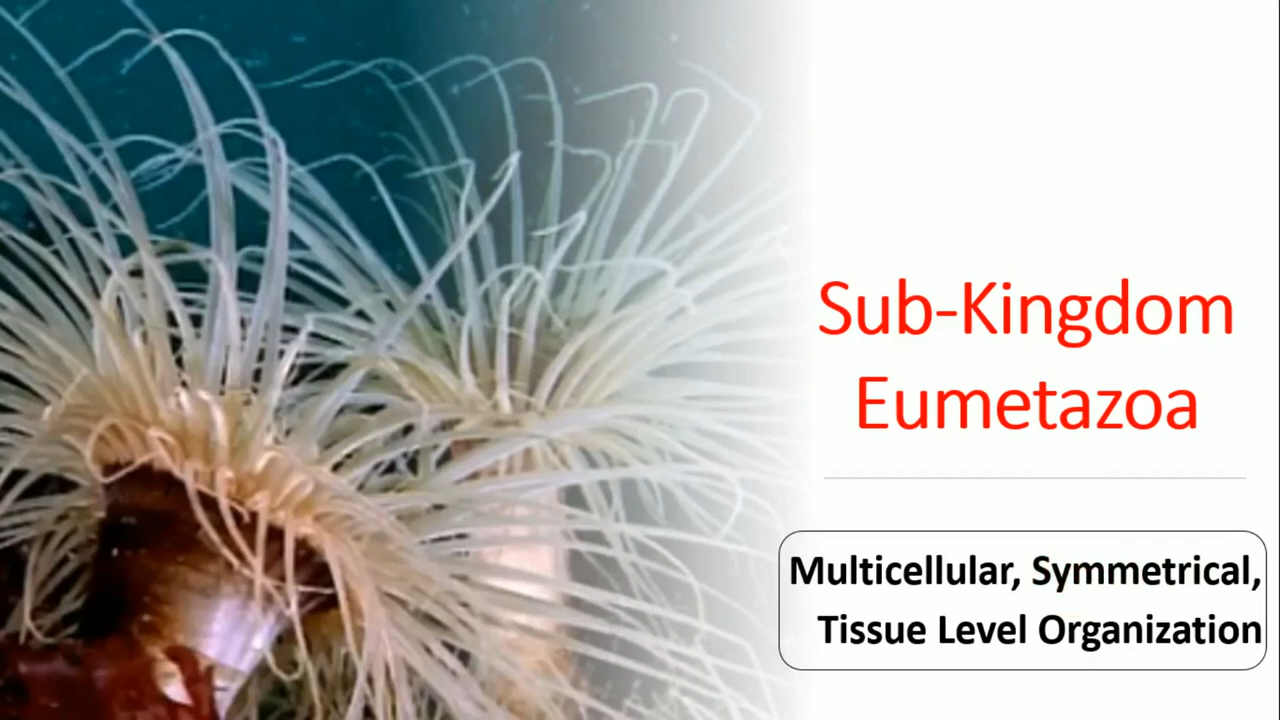 Sub-Kingdom
Eumetazoa
Multicellular, Symmetrical,
Tissue Level Organization